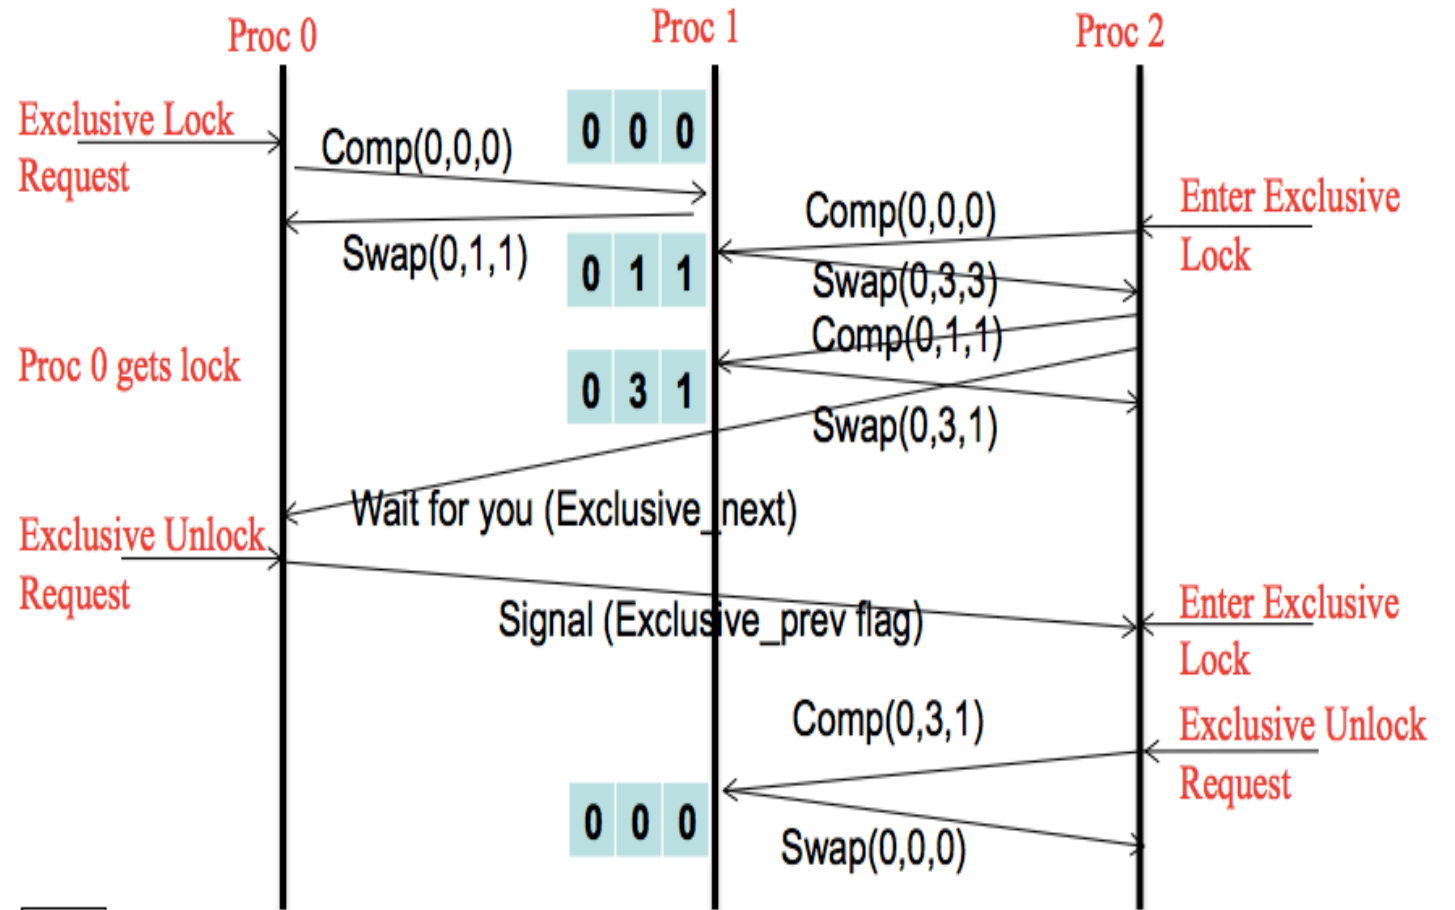 Proc 0
Proc 1
Proc 2
Exclusive Lock
Request
Comp(0,0,0)
0 0 0
Swap(0,1,1)
0 1 1
Comp(0,0,0)
Enter Exclusive
Lock
Swap(0,3,3)
Comp(0,1,1)
Proc 0 gets lock
0 3 1
Swap(0,3,1)
Wait for you (Exclusive_next)
Exclusive Unlock
Request
Signal (Exclusive_prev flag)
Enter Exclusive
Lock
Comp(0,3,1)
Exclusive Unlock
Request
0 0 0
Swap(0,0,0)